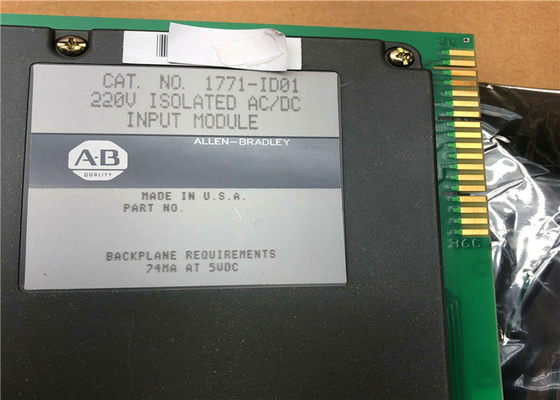 CAT. NO. 1771-ID01
220V ISOLATED AC/DC
INPUT MODULE
ALLEN-BRADLEY
A-B
QUALITY
MADE IN U.S.A.
PART NO.
BACKPLANE REQUIREMENTS
74MA AT 5VDC
36C